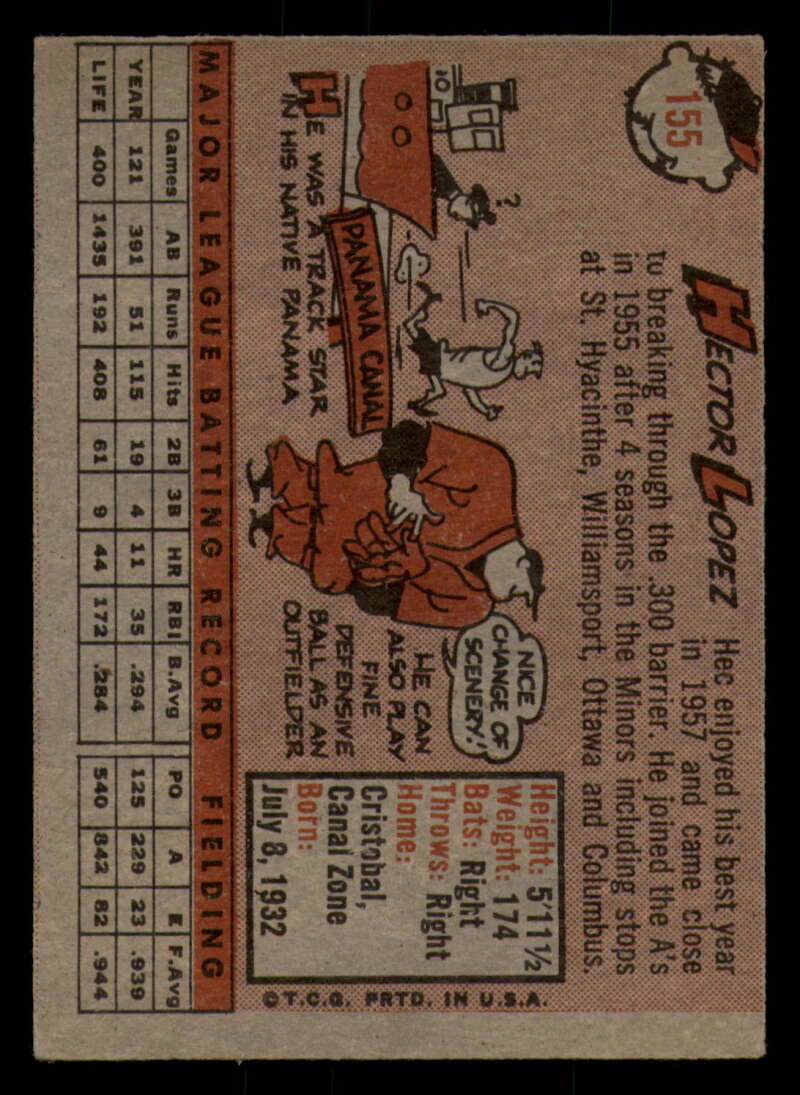 155
HECTOR LOPEZ
Hec enjoyed his best year
in 1957 and came close
to breaking through the .300 barrier. He joined the A's
in 1955 after 4 seasons in the Minors including stops
at St. Hyacinthe, Williamsport, Ottawa and Columbus.
10
?
PANAMA CANAL
HE WAS A TRACK STAR
IN HIS NATIVE PANAMA
NICE
CHANGE OF
SCENERY!
HE CAN
ALSO PLAY
FINE
DEFENSIVE
BALL AS AN
OUTFIELDER
Height: 5'11½
Weight: 174
Bats: Right
Throws: Right
Home:
Cristobal,
Canal Zone
Born:
July 8, 1932
©T.C.G. PRTD. IN U.S.A.
MAJOR LEAGUE BATTING RECORD FIELDING
Games AB Runs Hits 2B 3B HR RBI B.Avg PO A E F.Avg
YEAR 121 391 51 115 19 4 11 35 .294 125 229 23 .939
LIFE 400 1435 192 408 61 9 44 172 .284 540 842 82 .944